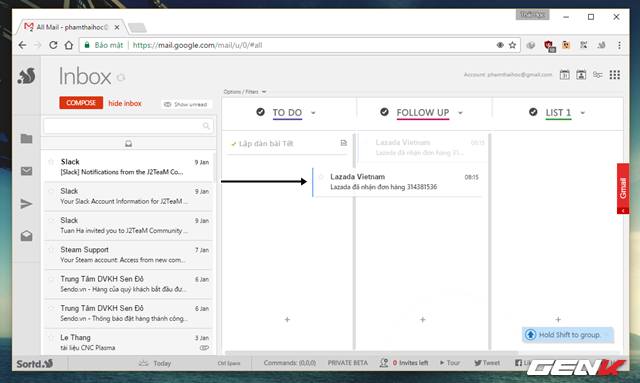 Thái Học
All Mail - phamthaihoc@
Bảo mật | https://mail.google.com/mail/u/0/#all
Inbox
Account: phamthaihoc@gmail.com
COMPOSE hide inbox Show unread
Options / Filters
TO DO FOLLOW UP LIST 1
Lập dàn bài Tết
Lazada Vietnam 08:15
Lazada đã nhận đơn hàng 31...
Lazada Vietnam 08:15
Lazada đã nhận đơn hàng 314381536
Slack 9 Jan
[Slack] Notifications from the J2TeaM Co...
Slack 9 Jan
Your Slack Account Information for J2TeaM ...
Slack 9 Jan
Tuan Ha invited you to J2TeaM Community ...
Steam Support 7 Jan
Your Steam account: Access from new com...
Trung Tâm DVKH Sen Đỏ 6 Jan
Sendo.vn - Hàng của quý khách bắt đầu đư...
Trung Tâm DVKH Sen Đỏ 6 Jan
Sendo.vn - Thông báo đặt hàng thành công...
Le Thang 3 Jan
tài liệu CNC Plasma
Gmail
+ + +
Hold Shift to group.
Sortd. Today Ctrl Space Commands: (0,0,0) PRIVATE BETA 0 Invites left Tour Tweet Lik
GENK